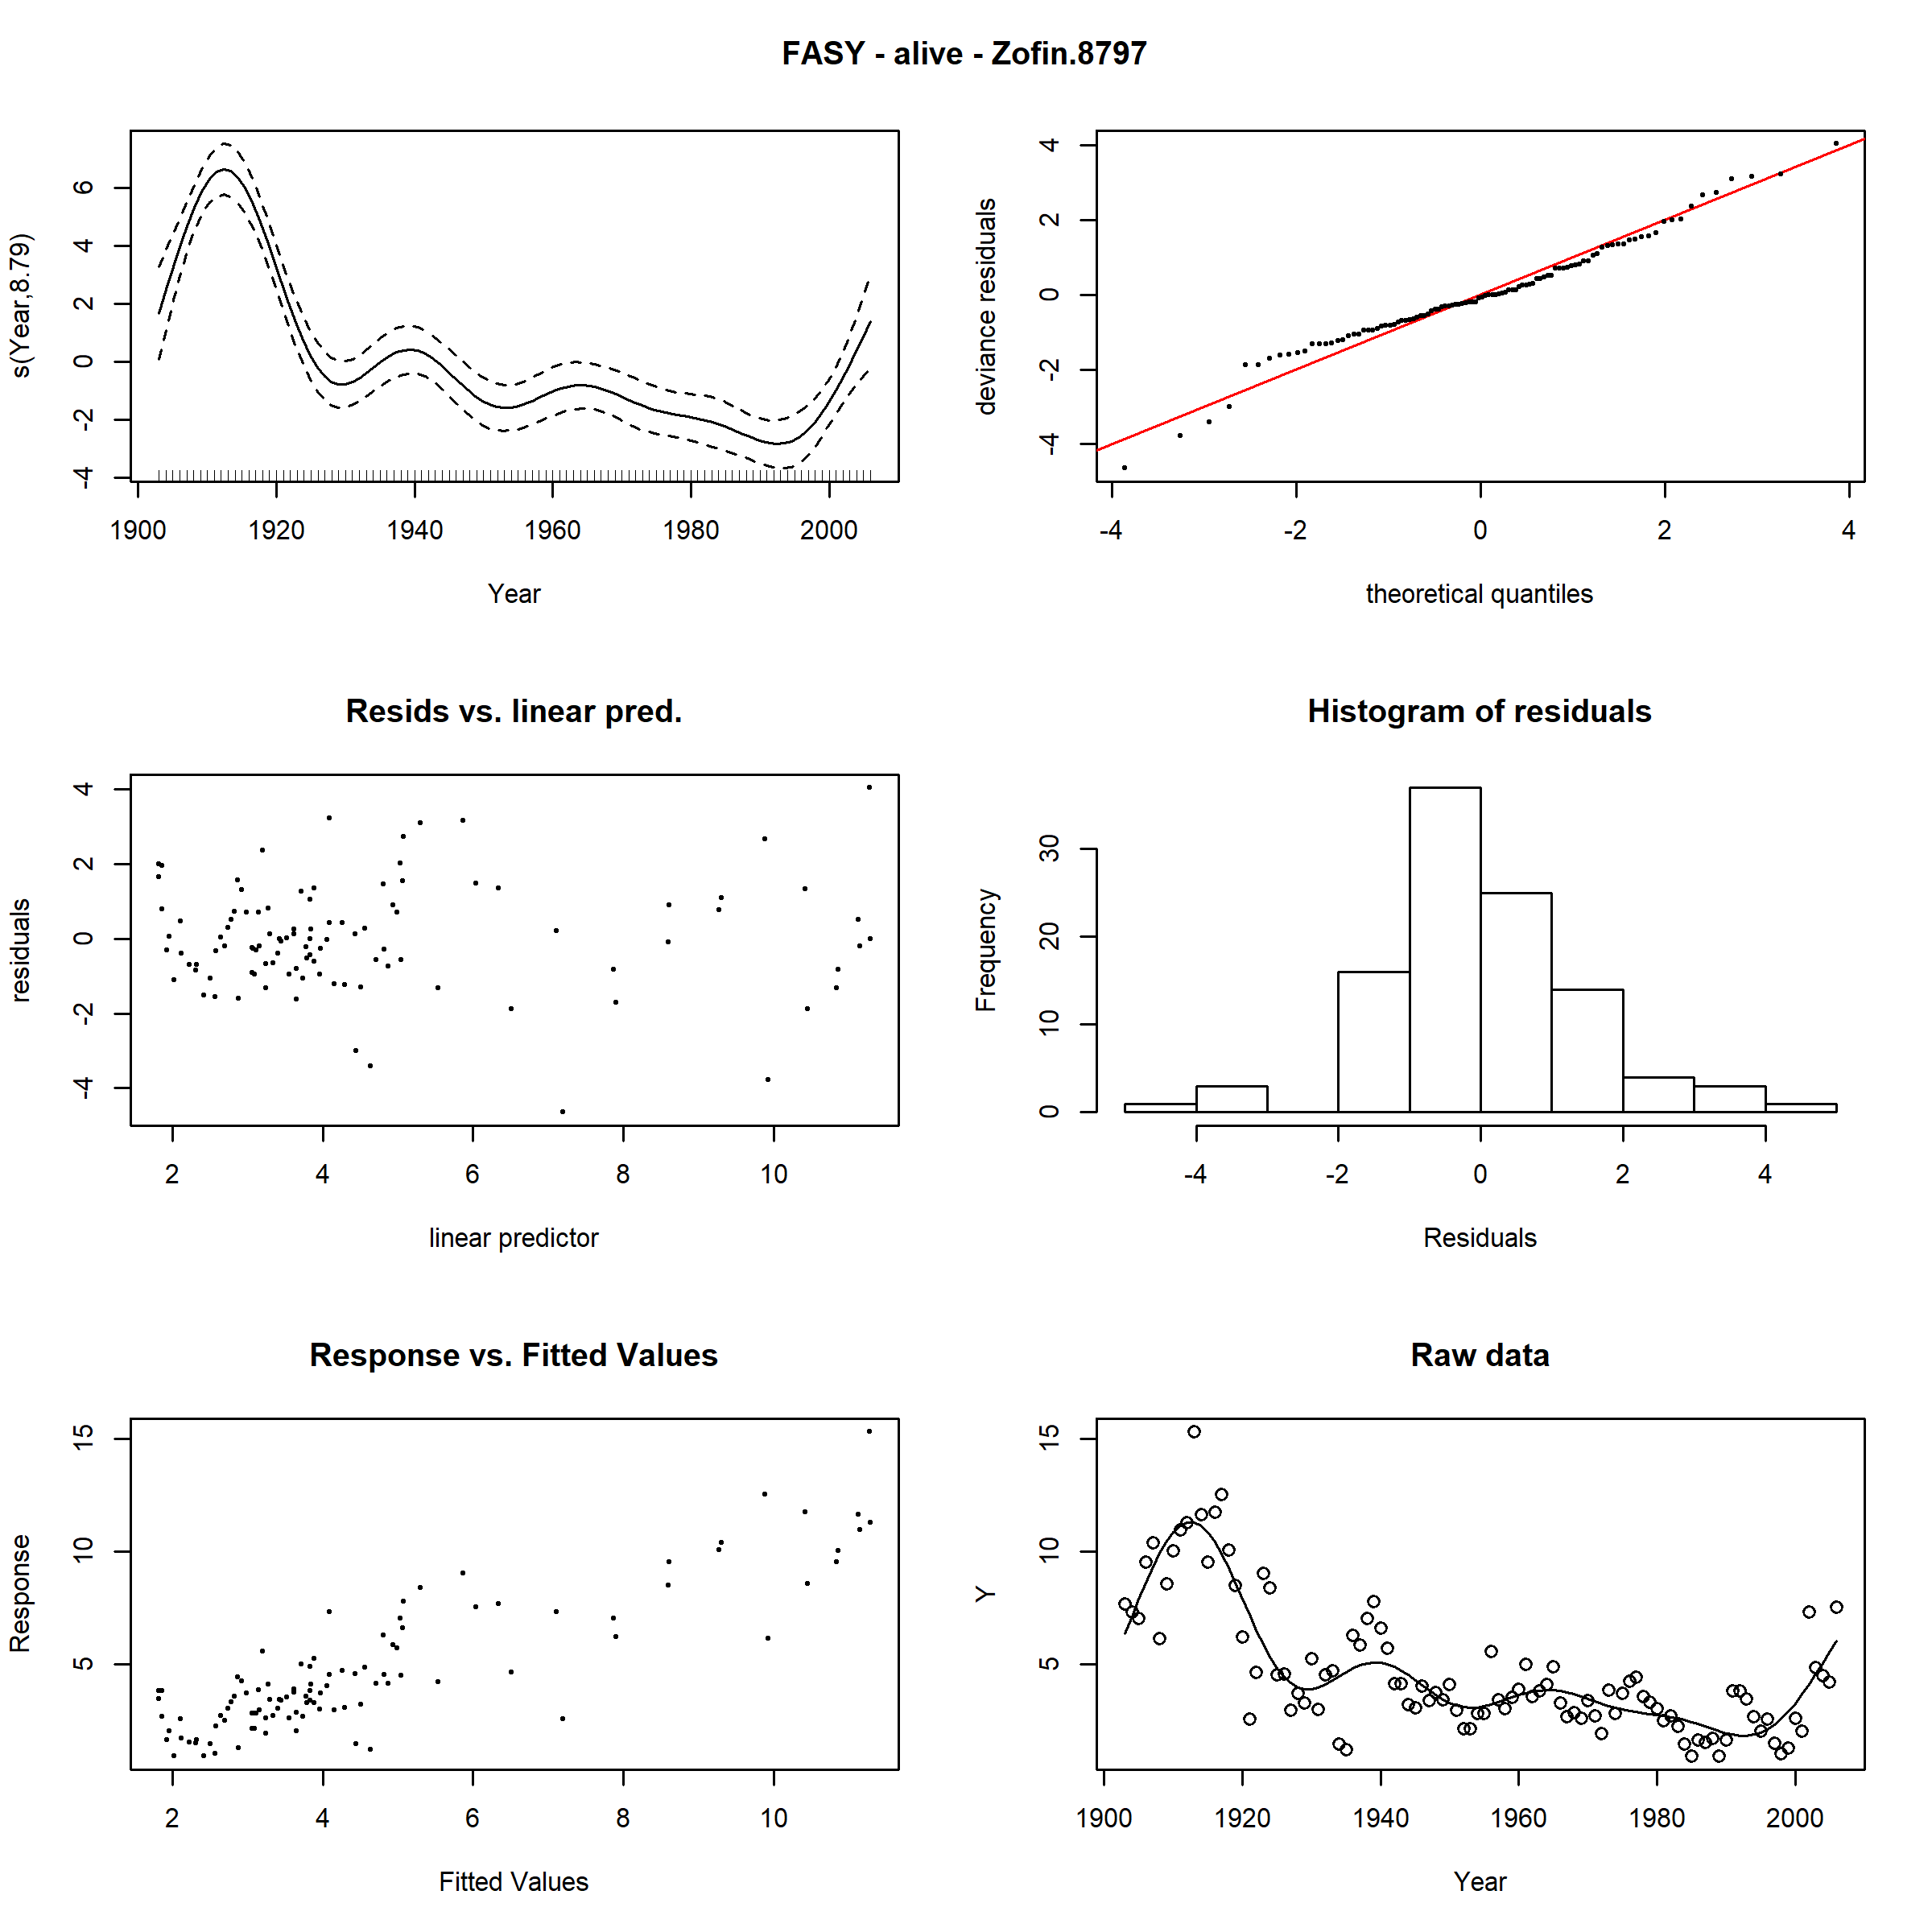 FASY - alive - Zofin.8797
s(Year,8.79)
6
4
2
0
-2
-4
1900 1920 1940 1960 1980 2000
Year
deviance residuals
4
2
0
-2
-4
-4 -2 0 2 4
theoretical quantiles
Resids vs. linear pred.
residuals
4
2
0
-2
-4
2 4 6 8 10
linear predictor
Histogram of residuals
Frequency
30
20
10
0
-4 -2 0 2 4
Residuals
Response vs. Fitted Values
Response
15
10
5
2 4 6 8 10
Fitted Values
Raw data
Y
15
10
5
1900 1920 1940 1960 1980 2000
Year